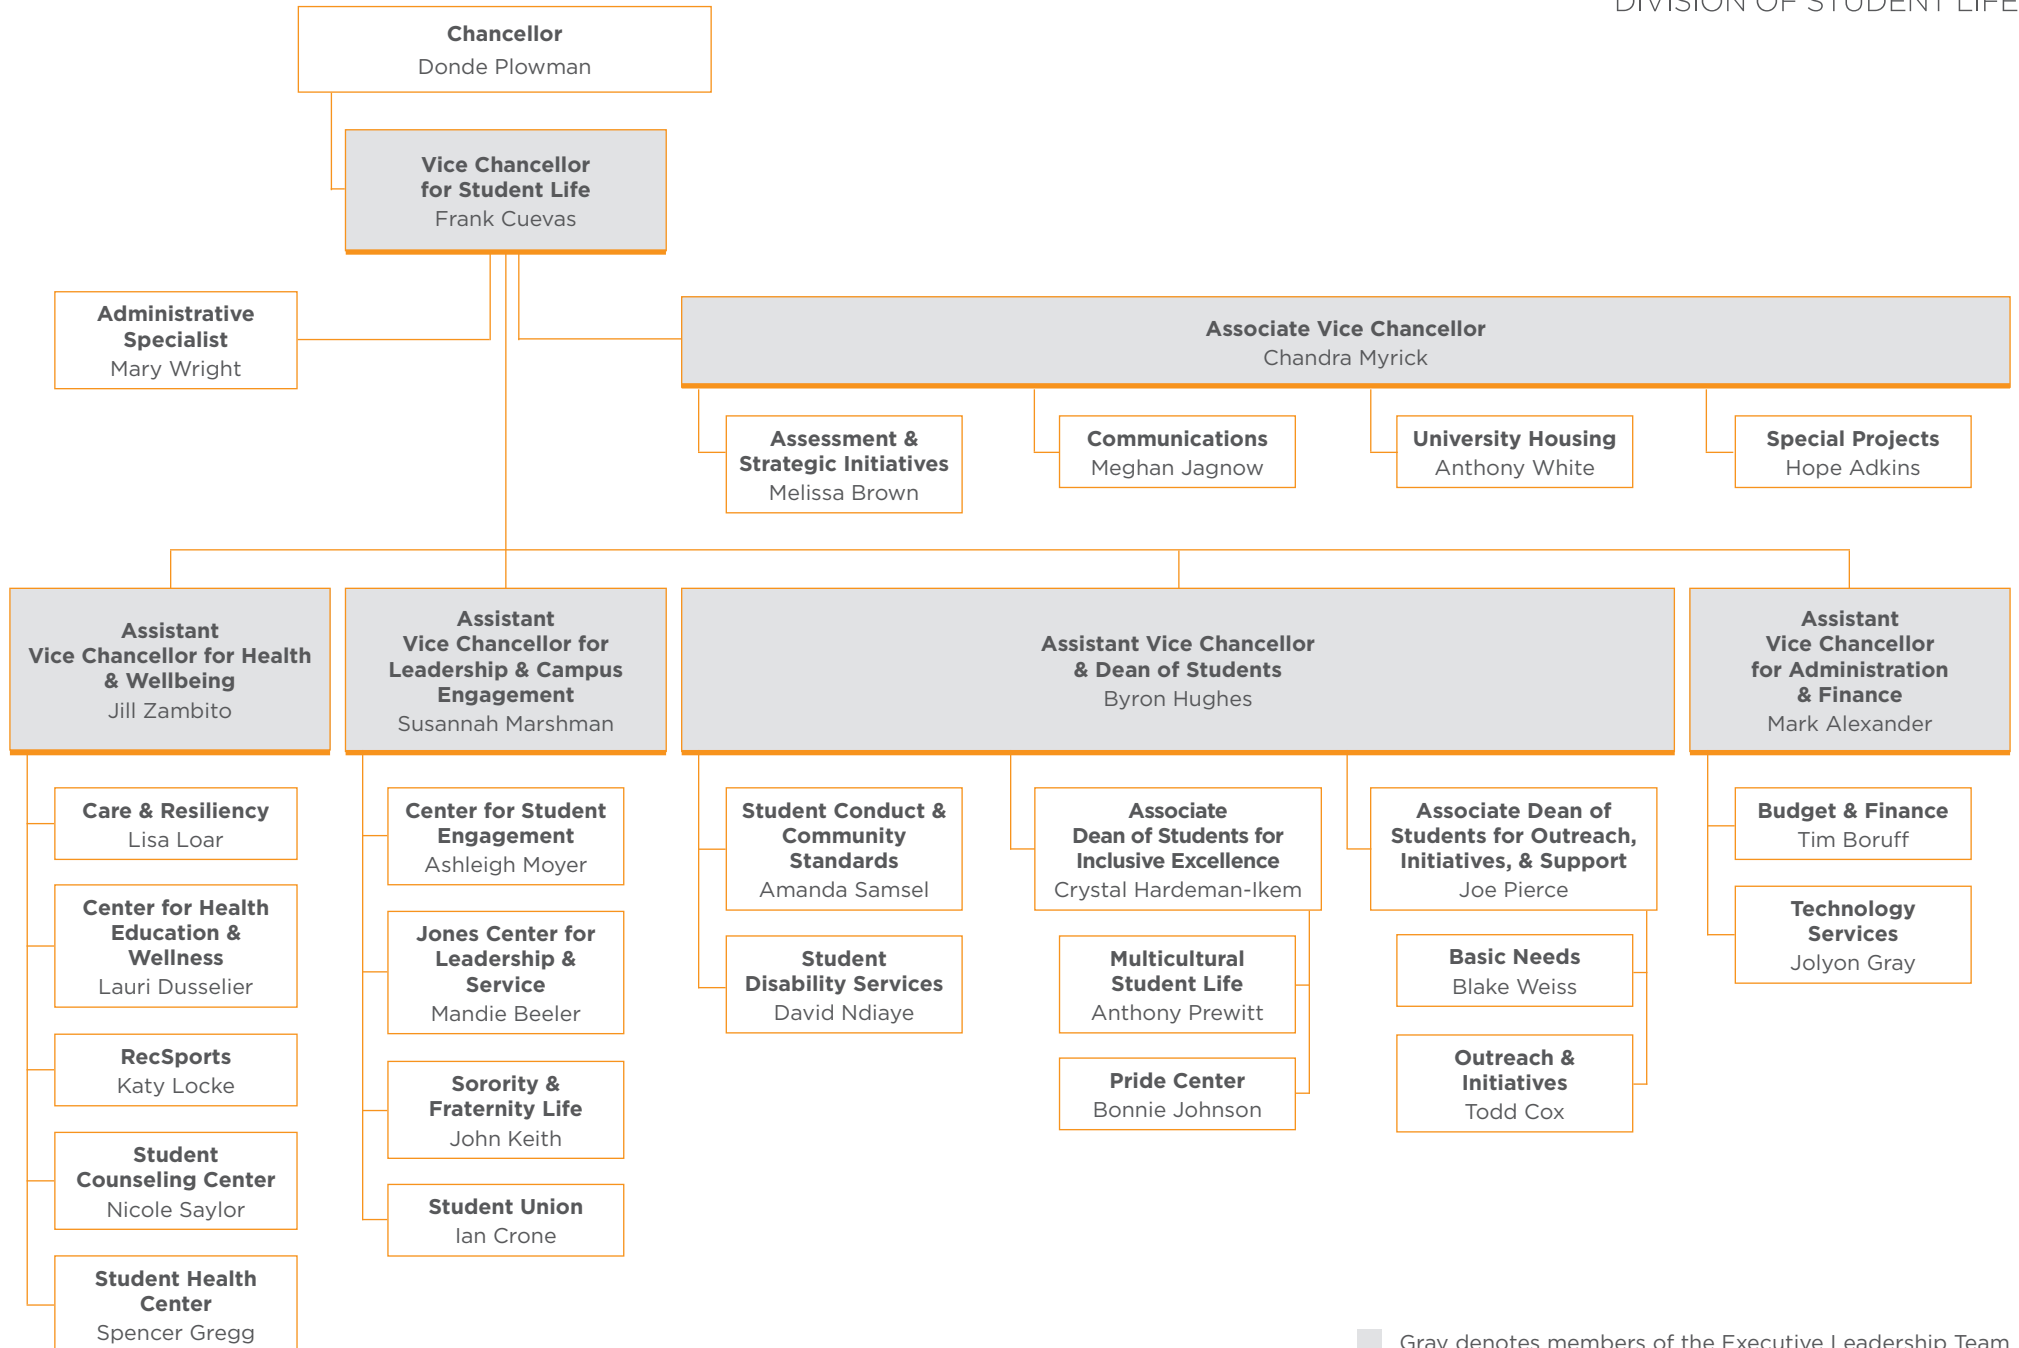 DIVISION OF STUDENT LIFE
Chancellor
Donde Plowman
Vice Chancellor
for Student Life
Frank Cuevas
Administrative
Specialist
Mary Wright
Associate Vice Chancellor
Chandra Myrick
Assessment &
Strategic Initiatives
Melissa Brown
Communications
Meghan Jagnow
University Housing
Anthony White
Special Projects
Hope Adkins
Assistant
Vice Chancellor for Health
& Wellbeing
Jill Zambito
Assistant
Vice Chancellor for
Leadership & Campus
Engagement
Susannah Marshman
Assistant Vice Chancellor
& Dean of Students
Byron Hughes
Assistant
Vice Chancellor
for Administration
& Finance
Mark Alexander
Care & Resiliency
Lisa Loar
Center for Health
Education &
Wellness
Lauri Dusselier
RecSports
Katy Locke
Student
Counseling Center
Nicole Saylor
Student Health
Center
Spencer Gregg
Center for Student
Engagement
Ashleigh Moyer
Jones Center for
Leadership &
Service
Mandie Beeler
Sorority &
Fraternity Life
John Keith
Student Union
Ian Crone
Student Conduct &
Community
Standards
Amanda Samsel
Student
Disability Services
David Ndiaye
Associate
Dean of Students for
Inclusive Excellence
Crystal Hardeman-Ikem
Multicultural
Student Life
Anthony Prewitt
Pride Center
Bonnie Johnson
Associate Dean of
Students for Outreach,
Initiatives, & Support
Joe Pierce
Basic Needs
Blake Weiss
Outreach &
Initiatives
Todd Cox
Budget & Finance
Tim Boruff
Technology
Services
Jolyon Gray
Gray denotes members of the Executive Leadership Team